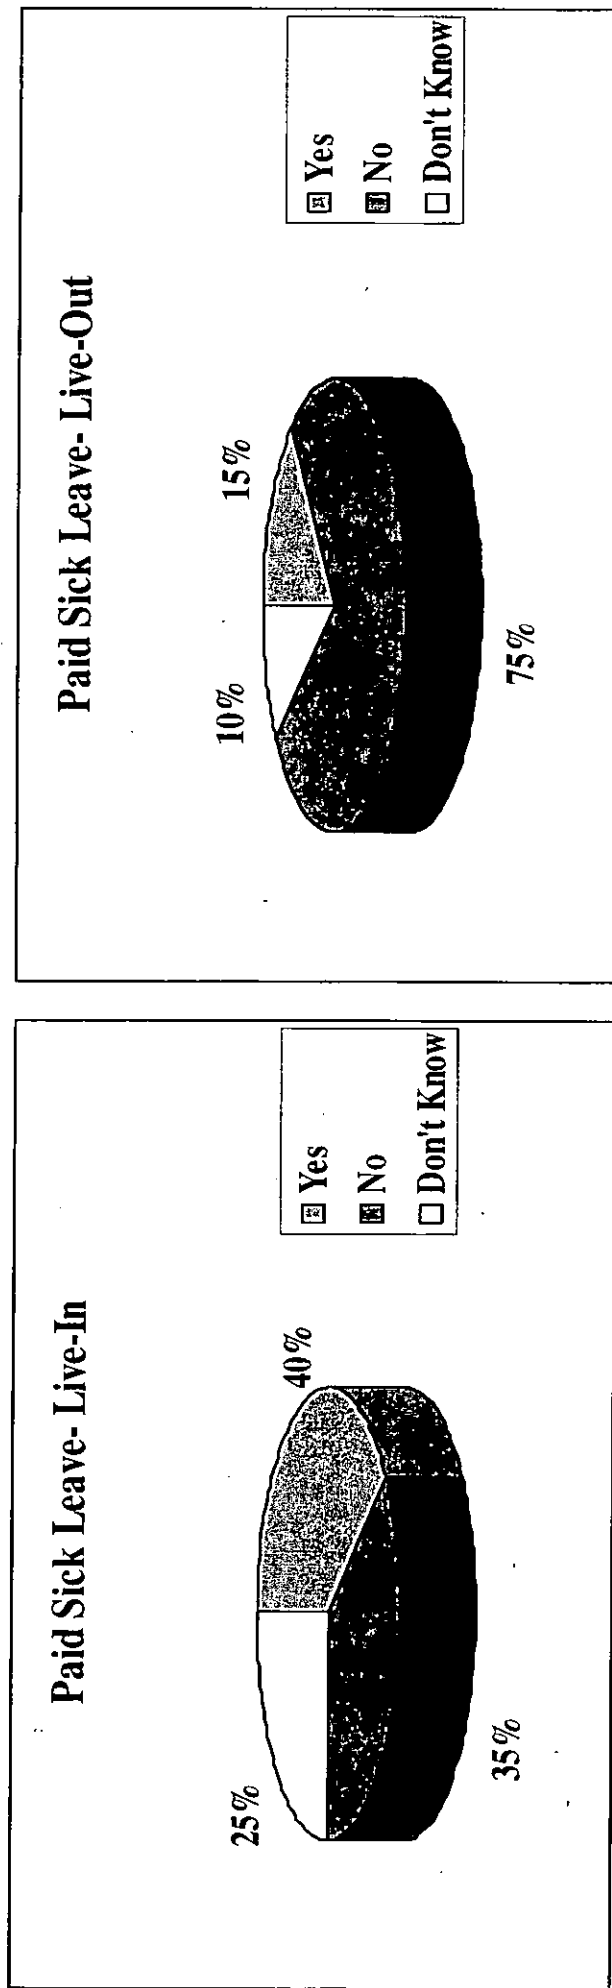 Paid Sick Leave- Live-In
25%
40%
35%
Yes
No
Don't Know
Paid Sick Leave- Live-Out
10%
15%
75%
Yes
No
Don't Know